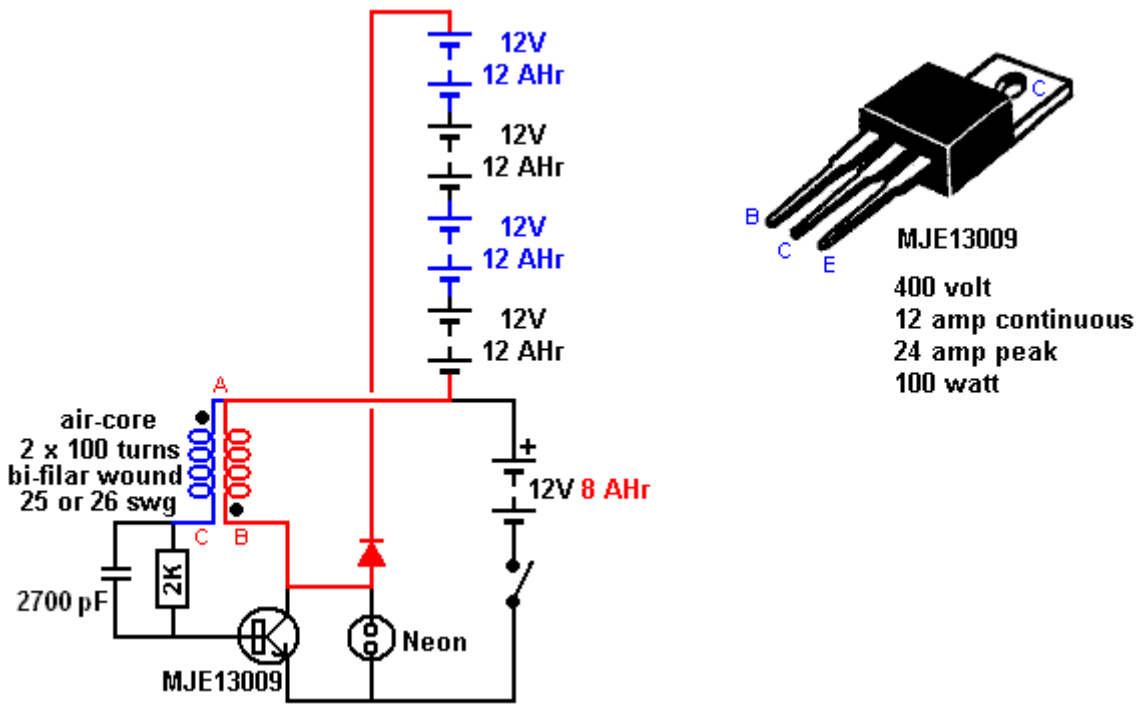 12V
12 AHr
12V
12 AHr
12V
12 AHr
12V
12 AHr
A
air-core
2 x 100 turns
bi-filar wound
25 or 26 swg
C
B
2K
2700 pF
MJE13009
Neon
+
12V 8 AHr
C
B
C
E
MJE13009
400 volt
12 amp continuous
24 amp peak
100 watt